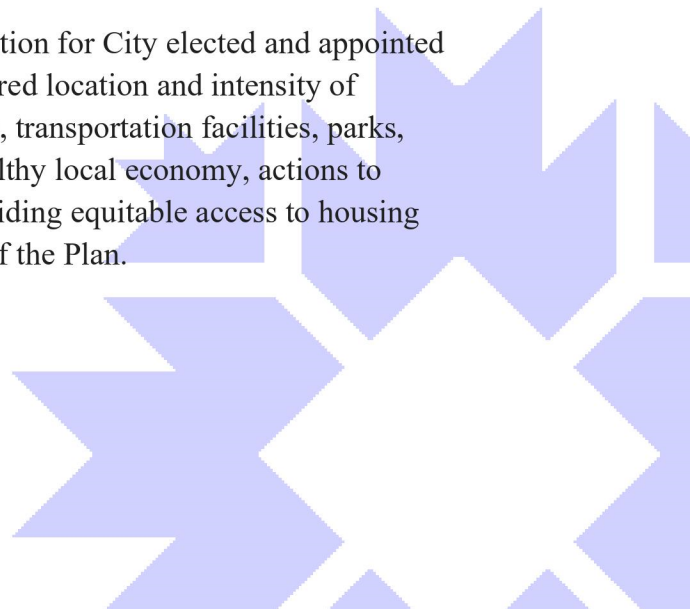 tion for City elected and appointed
red location and intensity of
, transportation facilities, parks,
lthy local economy, actions to
iding equitable access to housing
f the Plan.